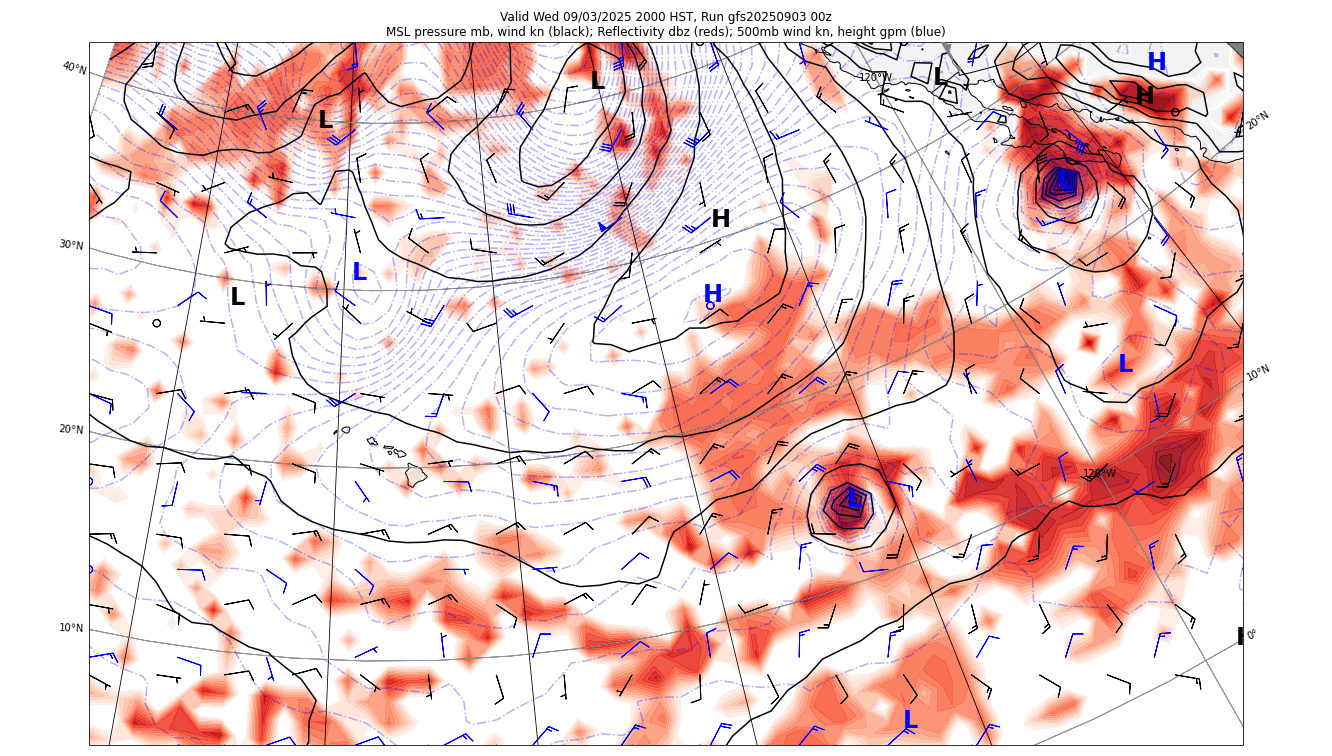 Valid Wed 09/03/2025 2000 HST, Run gfs20250903 00z
MSL pressure mb, wind kn (black); Reflectivity dbz (reds); 500mb wind kn, height gpm (blue)
40°N
120°W
L
L
H
H
L
20°N
L
H
30°N
L
L
H
L
10°N
20°N
120°W
L
10°N
0°
L